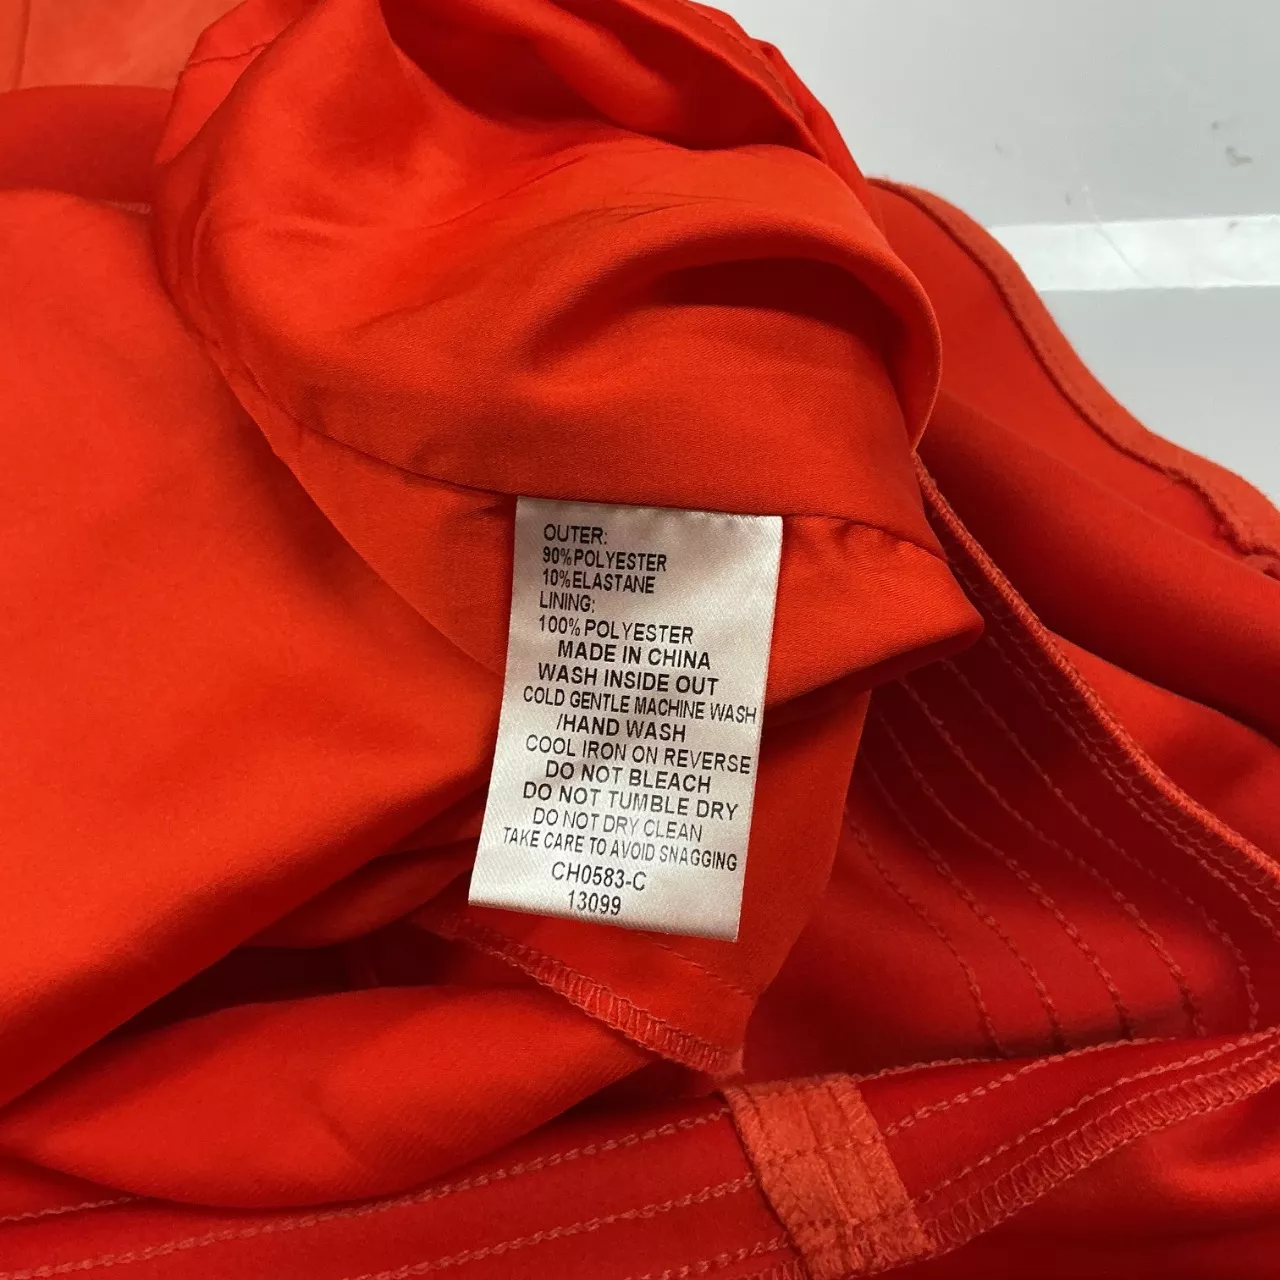 OUTER:
90%POLYESTER
10%ELASTANE
LINING:
100% POLYESTER
MADE IN CHINA
WASH INSIDE OUT
COLD GENTLE MACHINE WASH
/HAND WASH
COOL IRON ON REVERSE
DO NOT BLEACH
DO NOT TUMBLE DRY
DO NOT DRY CLEAN
TAKE CARE TO AVOID SNAGGING
CH0583-C
13099